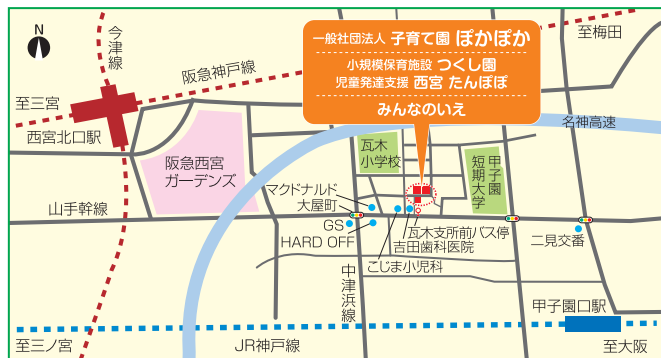 N
今津線
阪急神戸線
至梅田
至三宮
西宮北口駅
一般社団法人 子育て園 ぽかぽか
小規模保育施設 つくし園
児童発達支援 西宮 たんぽぽ
みんなのいえ
名神高速
阪急西宮
ガーデンズ
瓦木
小学校
甲子園
短期大学
山手幹線
マクドナルド
大屋町
GS
HARD OFF
瓦木支所前バス停
吉田歯科医院
こじま小児科
二見交番
中津浜線
甲子園口駅
至三ノ宮
JR神戸線
至大阪